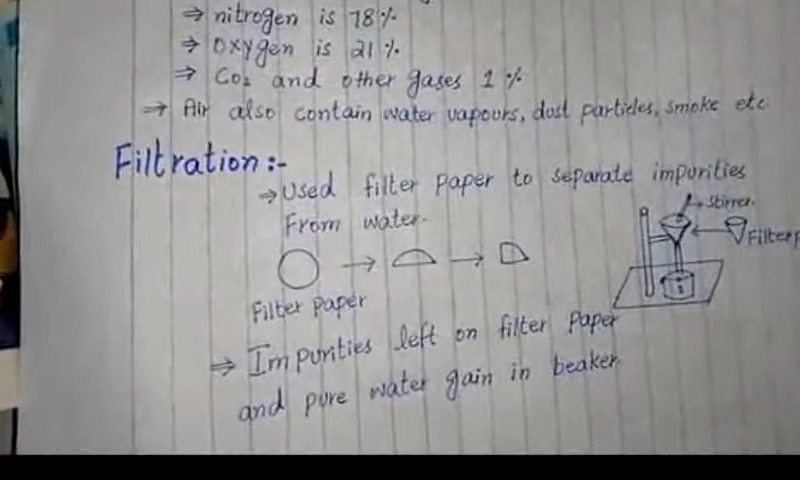 ⇒ nitrogen is 78%
⇒ Oxygen is 21 %
⇒ Co₂ and other gases 1 %
⇒ Air also contain water vapours, dust particles, smoke etc
Filtration :-
⇒ Used filter paper to separate impurities
From water.
→ Stirrer
Filter paper
⇒ Impurities left on filter Paper
and pure water gain in beaker.